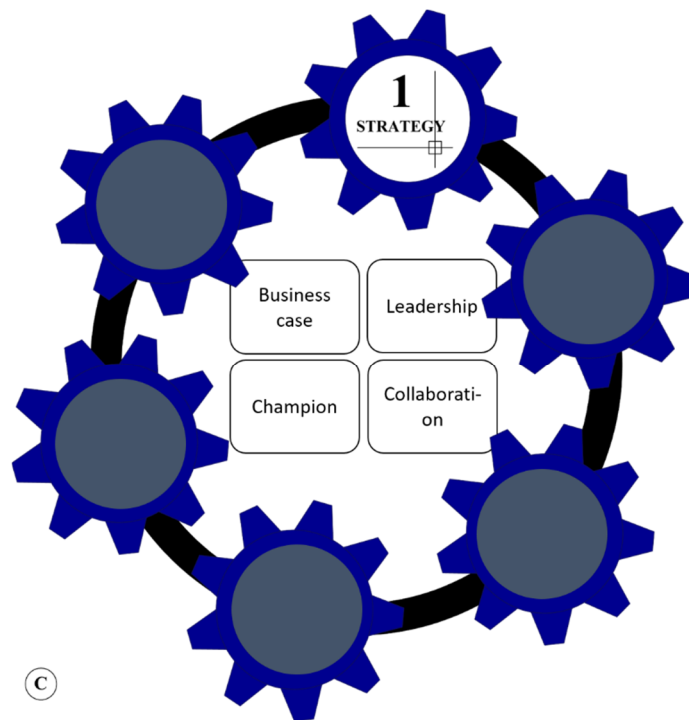 1
STRATEGY
Business
case
Leadership
Champion
Collaborati-
on
C